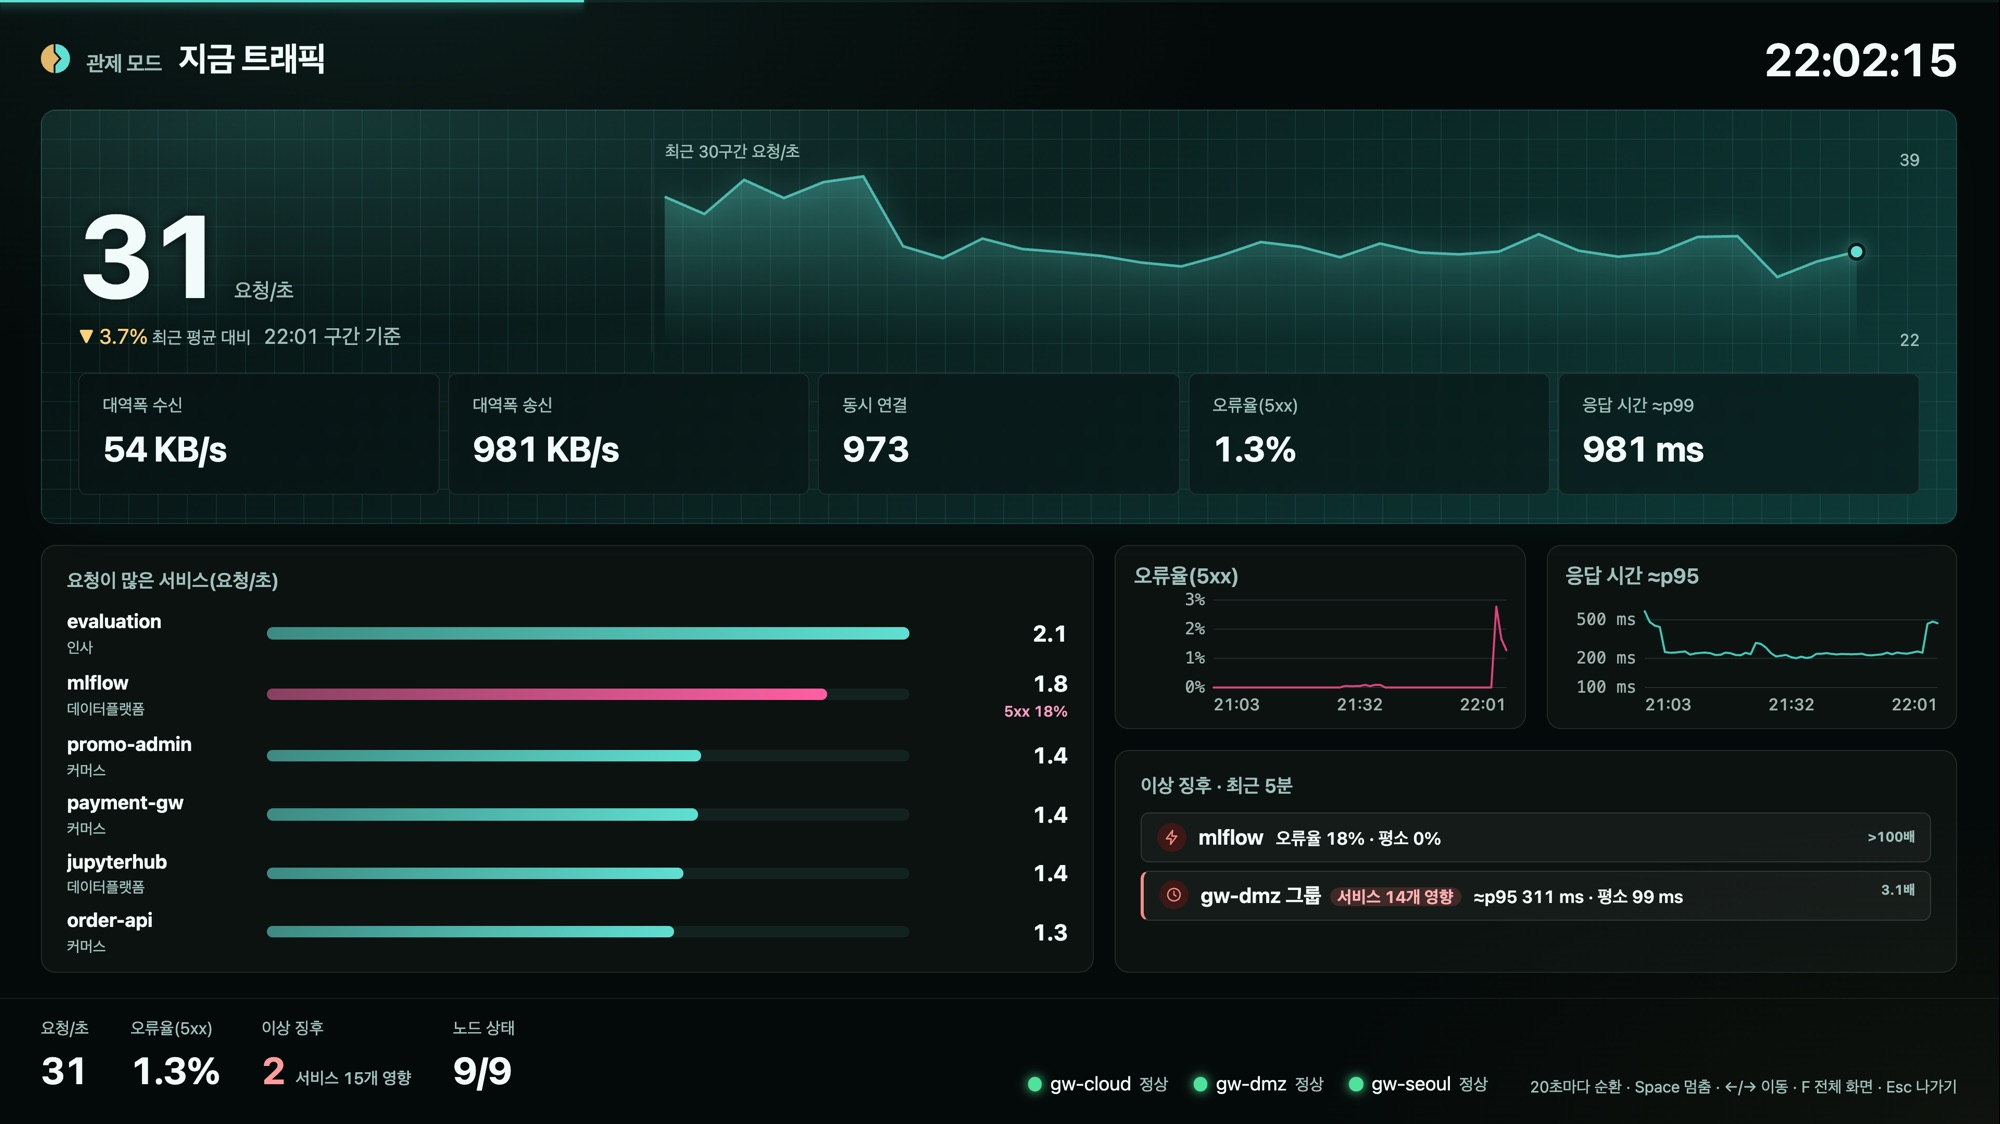 관제 모드 지금 트래픽
22:02:15
최근 30구간 요청/초
39
22
31 요청/초
▼ 3.7% 최근 평균 대비 22:01 구간 기준
대역폭 수신
54 KB/s
대역폭 송신
981 KB/s
동시 연결
973
오류율(5xx)
1.3%
응답 시간 ≈p99
981 ms
요청이 많은 서비스(요청/초)
evaluation
인사
2.1
mlflow
데이터플랫폼
1.8
5xx 18%
promo-admin
커머스
1.4
payment-gw
커머스
1.4
jupyterhub
데이터플랫폼
1.4
order-api
커머스
1.3
오류율(5xx)
3%
2%
1%
0%
21:03 21:32 22:01
응답 시간 ≈p95
500 ms
200 ms
100 ms
21:03 21:32 22:01
이상 징후 · 최근 5분
mlflow 오류율 18% · 평소 0% >100배
gw-dmz 그룹 서비스 14개 영향 ≈p95 311 ms · 평소 99 ms 3.1배
요청/초
31
오류율(5xx)
1.3%
이상 징후
2 서비스 15개 영향
노드 상태
9/9
gw-cloud 정상 gw-dmz 정상 gw-seoul 정상
20초마다 순환 · Space 멈춤 · ←/→ 이동 · F 전체 화면 · Esc 나가기